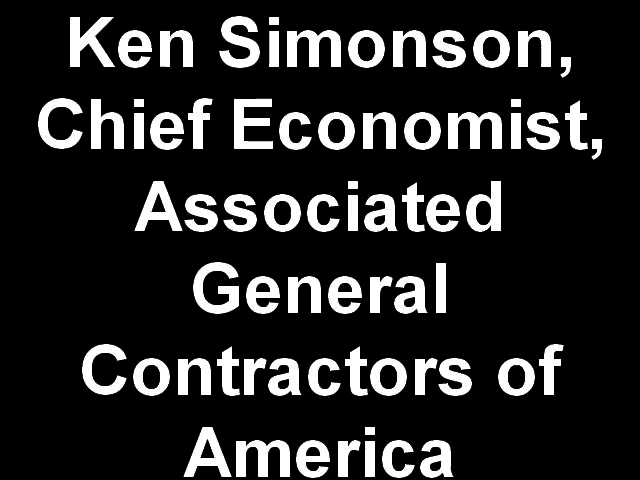 Ken Simonson,
Chief Economist,
Associated
General
Contractors of
America